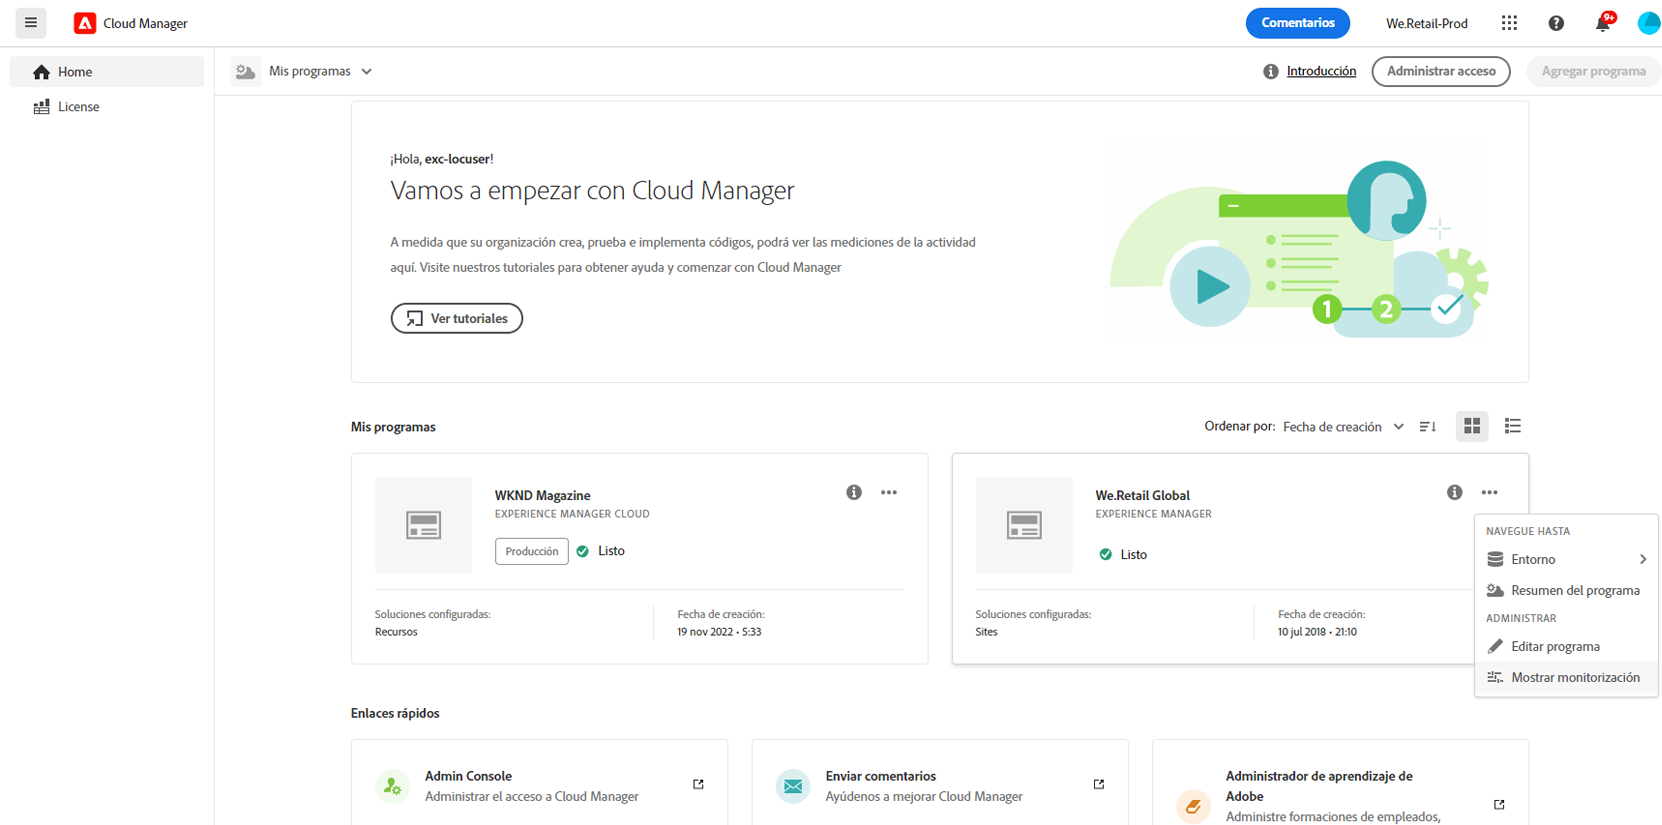 Cloud Manager
Comentarios
We.Retail-Prod
9+
Home
License
Mis programas
Introducción
Administrar acceso
Agregar programa
¡Hola, exc-locuser!
Vamos a empezar con Cloud Manager
A medida que su organización crea, prueba e implementa códigos, podrá ver las mediciones de la actividad
aquí. Visite nuestros tutoriales para obtener ayuda y comenzar con Cloud Manager
Ver tutoriales
1
2
Mis programas
Ordenar por: Fecha de creación
WKND Magazine
EXPERIENCE MANAGER CLOUD
Producción
Listo
Soluciones configuradas:
Recursos
Fecha de creación:
19 nov 2022 • 5:33
We.Retail Global
EXPERIENCE MANAGER
Listo
Soluciones configuradas:
Sites
Fecha de creación:
10 jul 2018 • 21:10
NAVEGUE HASTA
Entorno
Resumen del programa
ADMINISTRAR
Editar programa
Mostrar monitorización
Enlaces rápidos
Admin Console
Administrar el acceso a Cloud Manager
Enviar comentarios
Ayúdenos a mejorar Cloud Manager
Administrador de aprendizaje de
Adobe
Administre formaciones de empleados,